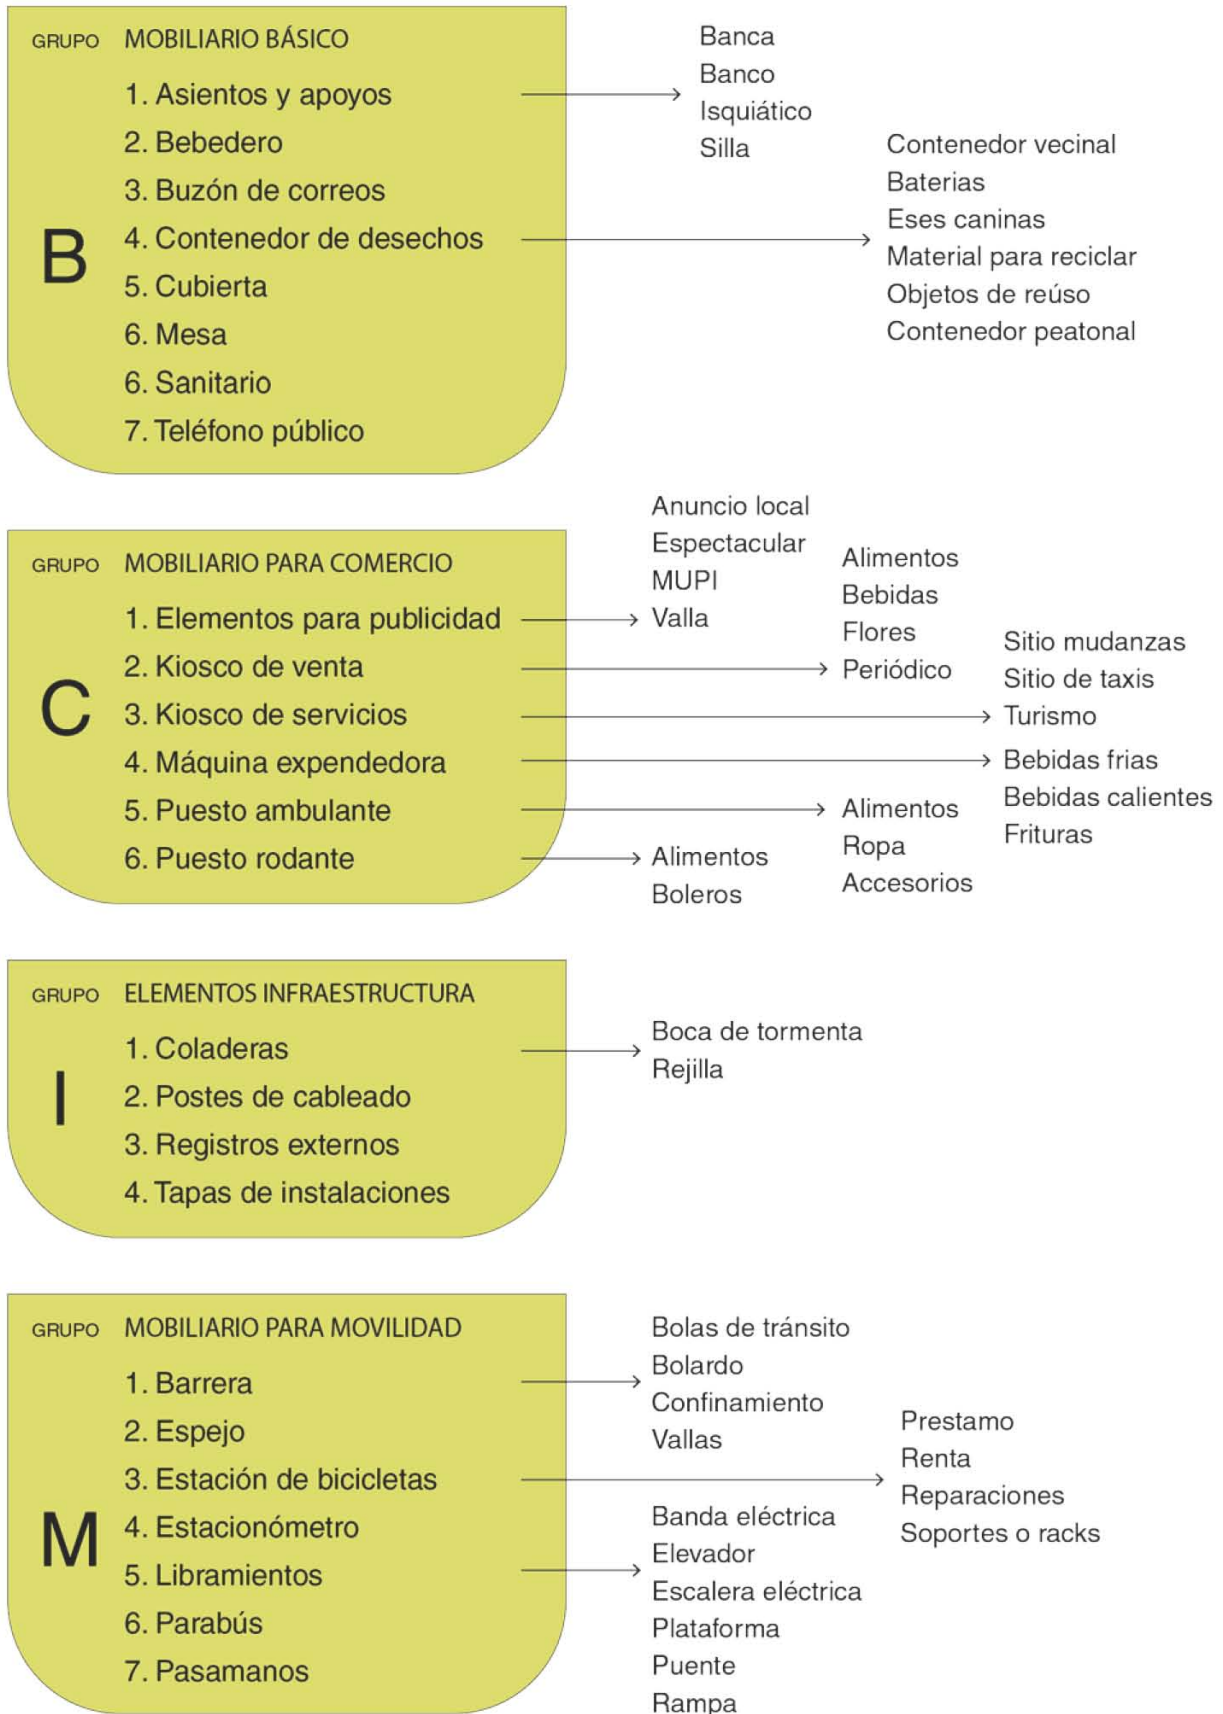 GRUPO MOBILIARIO BÁSICO
B
1. Asientos y apoyos
2. Bebedero
3. Buzón de correos
4. Contenedor de desechos
5. Cubierta
6. Mesa
6. Sanitario
7. Teléfono público
Banca
Banco
Isquiático
Silla
Contenedor vecinal
Baterias
Eses caninas
Material para reciclar
Objetos de reúso
Contenedor peatonal
GRUPO MOBILIARIO PARA COMERCIO
C
1. Elementos para publicidad
2. Kiosco de venta
3. Kiosco de servicios
4. Máquina expendedora
5. Puesto ambulante
6. Puesto rodante
Anuncio local
Espectacular
MUPI
Valla
Alimentos
Bebidas
Flores
Periódico
Sitio mudanzas
Sitio de taxis
Turismo
Bebidas frias
Bebidas calientes
Frituras
Alimentos
Ropa
Accesorios
Alimentos
Boleros
GRUPO ELEMENTOS INFRAESTRUCTURA
I
1. Coladeras
2. Postes de cableado
3. Registros externos
4. Tapas de instalaciones
Boca de tormenta
Rejilla
GRUPO MOBILIARIO PARA MOVILIDAD
M
1. Barrera
2. Espejo
3. Estación de bicicletas
4. Estacionómetro
5. Libramientos
6. Parabús
7. Pasamanos
Bolas de tránsito
Bolardo
Confinamiento
Vallas
Prestamo
Renta
Reparaciones
Soportes o racks
Banda eléctrica
Elevador
Escalera eléctrica
Plataforma
Puente
Rampa